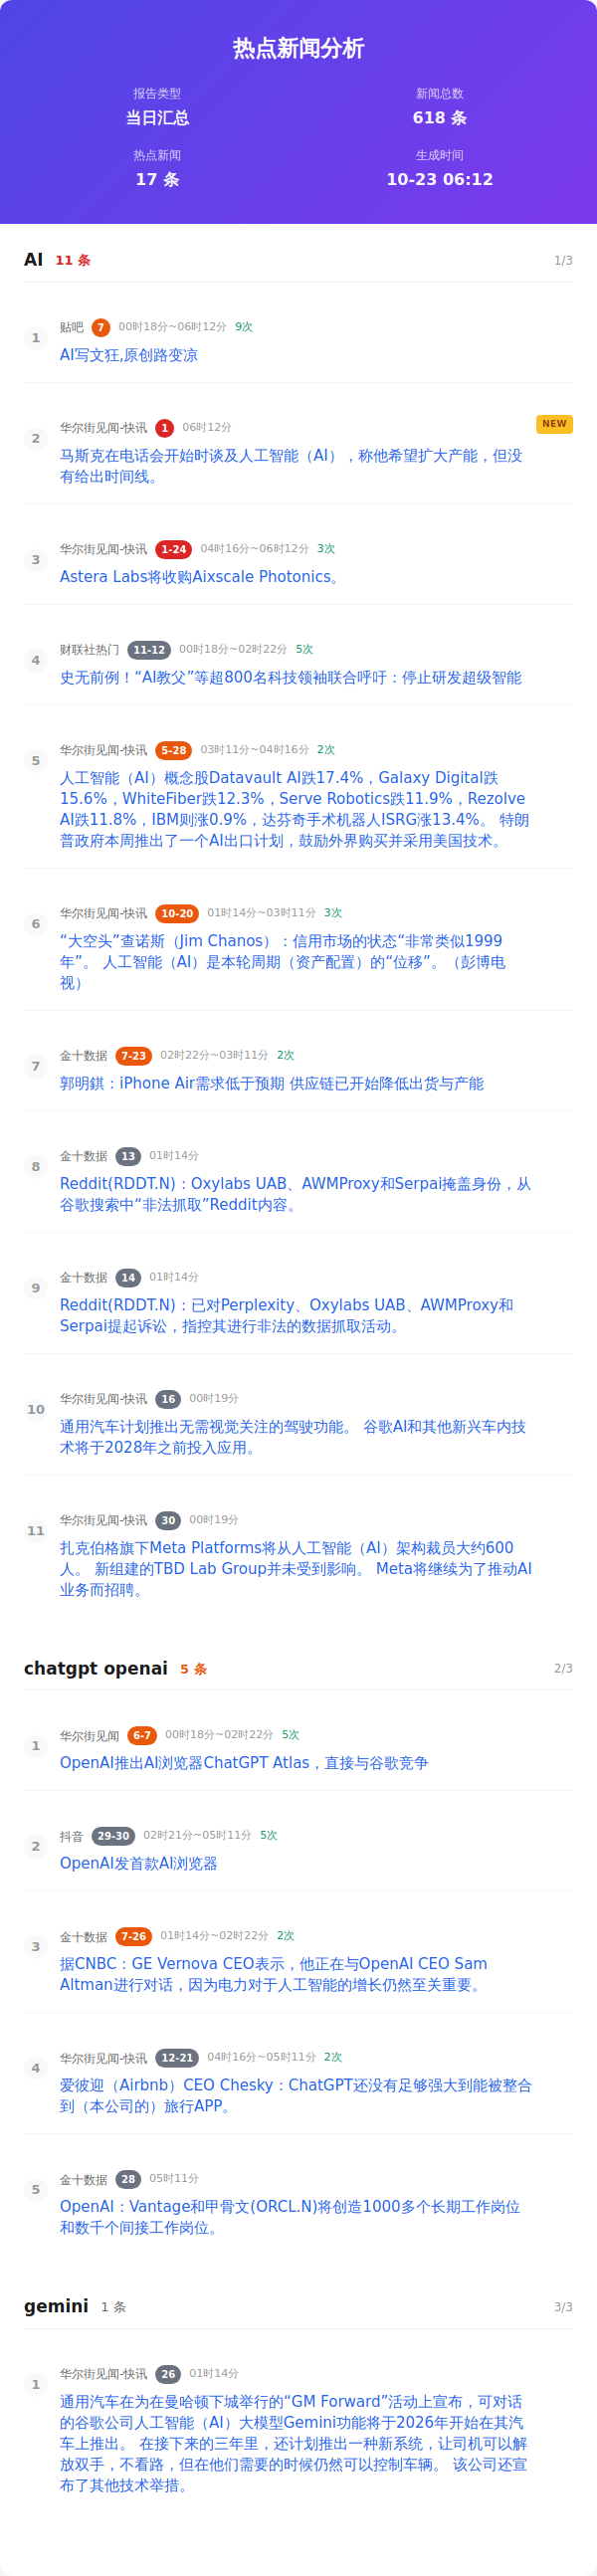 热点新闻分析
报告类型
新闻总数
当日汇总
618 条
热点新闻
生成时间
17 条
10-23 06:12
AI 11 条 1/3
1 贴吧 7 00时18分~06时12分 9次
AI写文狂,原创路变凉
NEW
2 华尔街见闻-快讯 1 06时12分
马斯克在电话会开始时谈及人工智能（AI），称他希望扩大产能，但没
有给出时间线。
3 华尔街见闻-快讯 1-24 04时16分~06时12分 3次
Astera Labs将收购Aixscale Photonics。
4 财联社热门 11-12 00时18分~02时22分 5次
史无前例！“AI教父”等超800名科技领袖联合呼吁：停止研发超级智能
5 华尔街见闻-快讯 5-28 03时11分~04时16分 2次
人工智能（AI）概念股Datavault AI跌17.4%，Galaxy Digital跌
15.6%，WhiteFiber跌12.3%，Serve Robotics跌11.9%，Rezolve
AI跌11.8%，IBM则涨0.9%，达芬奇手术机器人ISRG涨13.4%。 特朗
普政府本周推出了一个AI出口计划，鼓励外界购买并采用美国技术。
6 华尔街见闻-快讯 10-20 01时14分~03时11分 3次
“大空头”查诺斯（Jim Chanos）：信用市场的状态“非常类似1999
年”。 人工智能（AI）是本轮周期（资产配置）的“位移”。（彭博电
视）
7 金十数据 7-23 02时22分~03时11分 2次
郭明錤：iPhone Air需求低于预期 供应链已开始降低出货与产能
8 金十数据 13 01时14分
Reddit(RDDT.N)：Oxylabs UAB、AWMProxy和Serpai掩盖身份，从
谷歌搜索中“非法抓取”Reddit内容。
9 金十数据 14 01时14分
Reddit(RDDT.N)：已对Perplexity、Oxylabs UAB、AWMProxy和
Serpai提起诉讼，指控其进行非法的数据抓取活动。
10 华尔街见闻-快讯 16 00时19分
通用汽车计划推出无需视觉关注的驾驶功能。 谷歌AI和其他新兴车内技
术将于2028年之前投入应用。
11 华尔街见闻-快讯 30 00时19分
扎克伯格旗下Meta Platforms将从人工智能（AI）架构裁员大约600
人。 新组建的TBD Lab Group并未受到影响。 Meta将继续为了推动AI
业务而招聘。
chatgpt openai 5 条 2/3
1 华尔街见闻 6-7 00时18分~02时22分 5次
OpenAI推出AI浏览器ChatGPT Atlas，直接与谷歌竞争
2 抖音 29-30 02时21分~05时11分 5次
OpenAI发首款AI浏览器
3 金十数据 7-26 01时14分~02时22分 2次
据CNBC：GE Vernova CEO表示，他正在与OpenAI CEO Sam
Altman进行对话，因为电力对于人工智能的增长仍然至关重要。
4 华尔街见闻-快讯 12-21 04时16分~05时11分 2次
爱彼迎（Airbnb）CEO Chesky：ChatGPT还没有足够强大到能被整合
到（本公司的）旅行APP。
5 金十数据 28 05时11分
OpenAI：Vantage和甲骨文(ORCL.N)将创造1000多个长期工作岗位
和数千个间接工作岗位。
gemini 1 条 3/3
1 华尔街见闻-快讯 26 01时14分
通用汽车在为在曼哈顿下城举行的“GM Forward”活动上宣布，可对话
的谷歌公司人工智能（AI）大模型Gemini功能将于2026年开始在其汽
车上推出。 在接下来的三年里，还计划推出一种新系统，让司机可以解
放双手，不看路，但在他们需要的时候仍然可以控制车辆。 该公司还宣
布了其他技术举措。